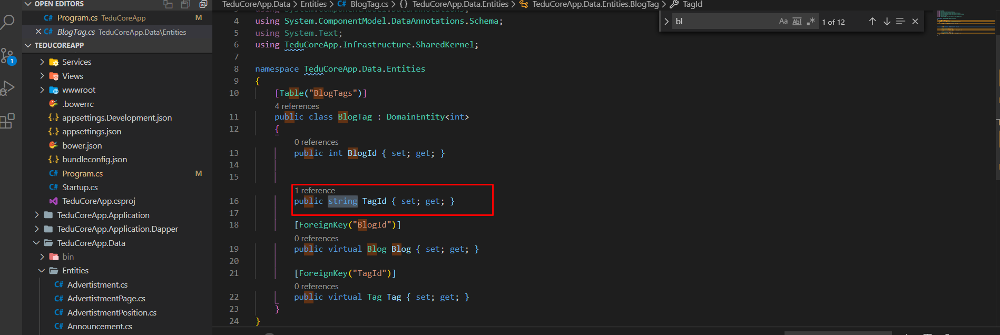 OPEN EDITORS
C# Program.cs TeduCoreApp M
C# BlogTag.cs TeduCoreApp.Data\Entities
TEDUCOREAPP
Services
Views
wwwroot
.bowerrc
{..} appsettings.Development.json
{..} appsettings.json
bower.json
{..} bundleconfig.json
C# Program.cs M
C# Startup.cs
TeduCoreApp.csproj
TeduCoreApp.Application
TeduCoreApp.Application.Dapper
TeduCoreApp.Data
bin
Entities
C# Advertistment.cs
C# AdvertistmentPage.cs
C# AdvertistmentPosition.cs
C# Announcement.cs
1
TeduCoreApp.Data > Entities > C# BlogTag.cs > {} TeduCoreApp.Data.Entities > TeduCoreApp.Data.Entities.BlogTag > TagId
bl Aa Abl .* 1 of 12
using System.ComponentModel.DataAnnotations;
4 using System.ComponentModel.DataAnnotations.Schema;
5 using System.Text;
6 using TeduCoreApp.Infrastructure.SharedKernel;
7
8 namespace TeduCoreApp.Data.Entities
9 {
10 [Table("BlogTags")]
4 references
11 public class BlogTag : DomainEntity<int>
12 {
0 references
13 public int BlogId { set; get; }
14
15
1 reference
16 public string TagId { set; get; }
17
18 [ForeignKey("BlogId")]
0 references
19 public virtual Blog Blog { set; get; }
20
21 [ForeignKey("TagId")]
0 references
22 public virtual Tag Tag { set; get; }
23 }
24 }